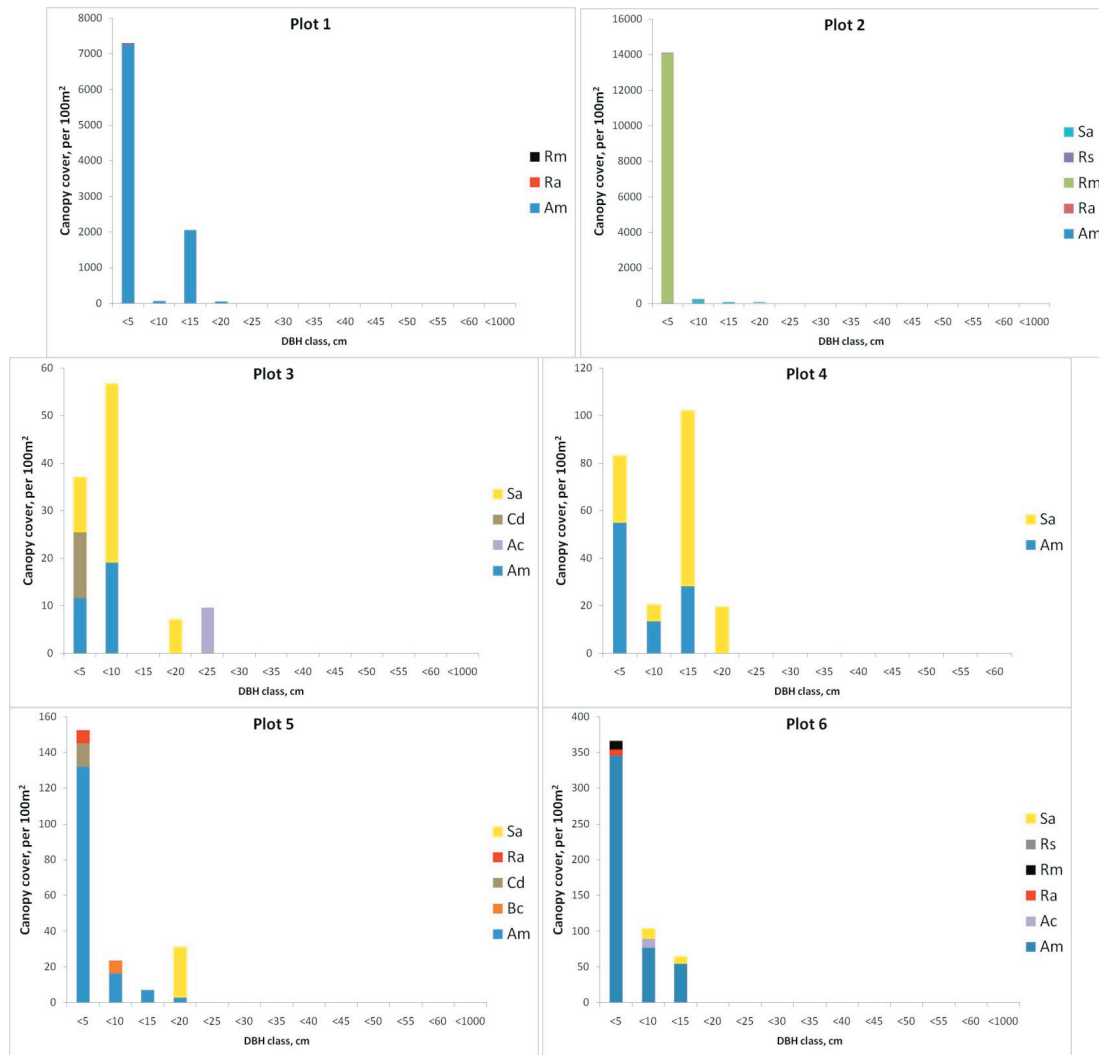 Plot 1
Canopy cover, per 100m²
8000
7000
6000
5000
4000
3000
2000
1000
0
<5 <10 <15 <20 <25 <30 <35 <40 <45 <50 <55 <60 <1000
DBH class, cm
Rm
Ra
Am
Plot 2
Canopy cover, per 100m²
16000
14000
12000
10000
8000
6000
4000
2000
0
<5 <10 <15 <20 <25 <30 <35 <40 <45 <50 <55 <60 <1000
DBH class, cm
Sa
Rs
Rm
Ra
Am
Plot 3
Canopy cover, per 100m²
60
50
40
30
20
10
0
<5 <10 <15 <20 <25 <30 <35 <40 <45 <50 <55 <60 <1000
DBH class, cm
Sa
Cd
Ac
Am
Plot 4
Canopy cover, per 100m²
120
100
80
60
40
20
0
<5 <10 <15 <20 <25 <30 <35 <40 <45 <50 <55 <60
DBH class, cm
Sa
Am
Plot 5
Canopy cover, per 100m²
160
140
120
100
80
60
40
20
0
<5 <10 <15 <20 <25 <30 <35 <40 <45 <50 <55 <60 <1000
DBH class, cm
Sa
Ra
Cd
Bc
Am
Plot 6
Canopy cover, per 100m²
400
350
300
250
200
150
100
50
0
<5 <10 <15 <20 <25 <30 <35 <40 <45 <50 <55 <60 <1000
DBH class, cm
Sa
Rs
Rm
Ra
Ac
Am